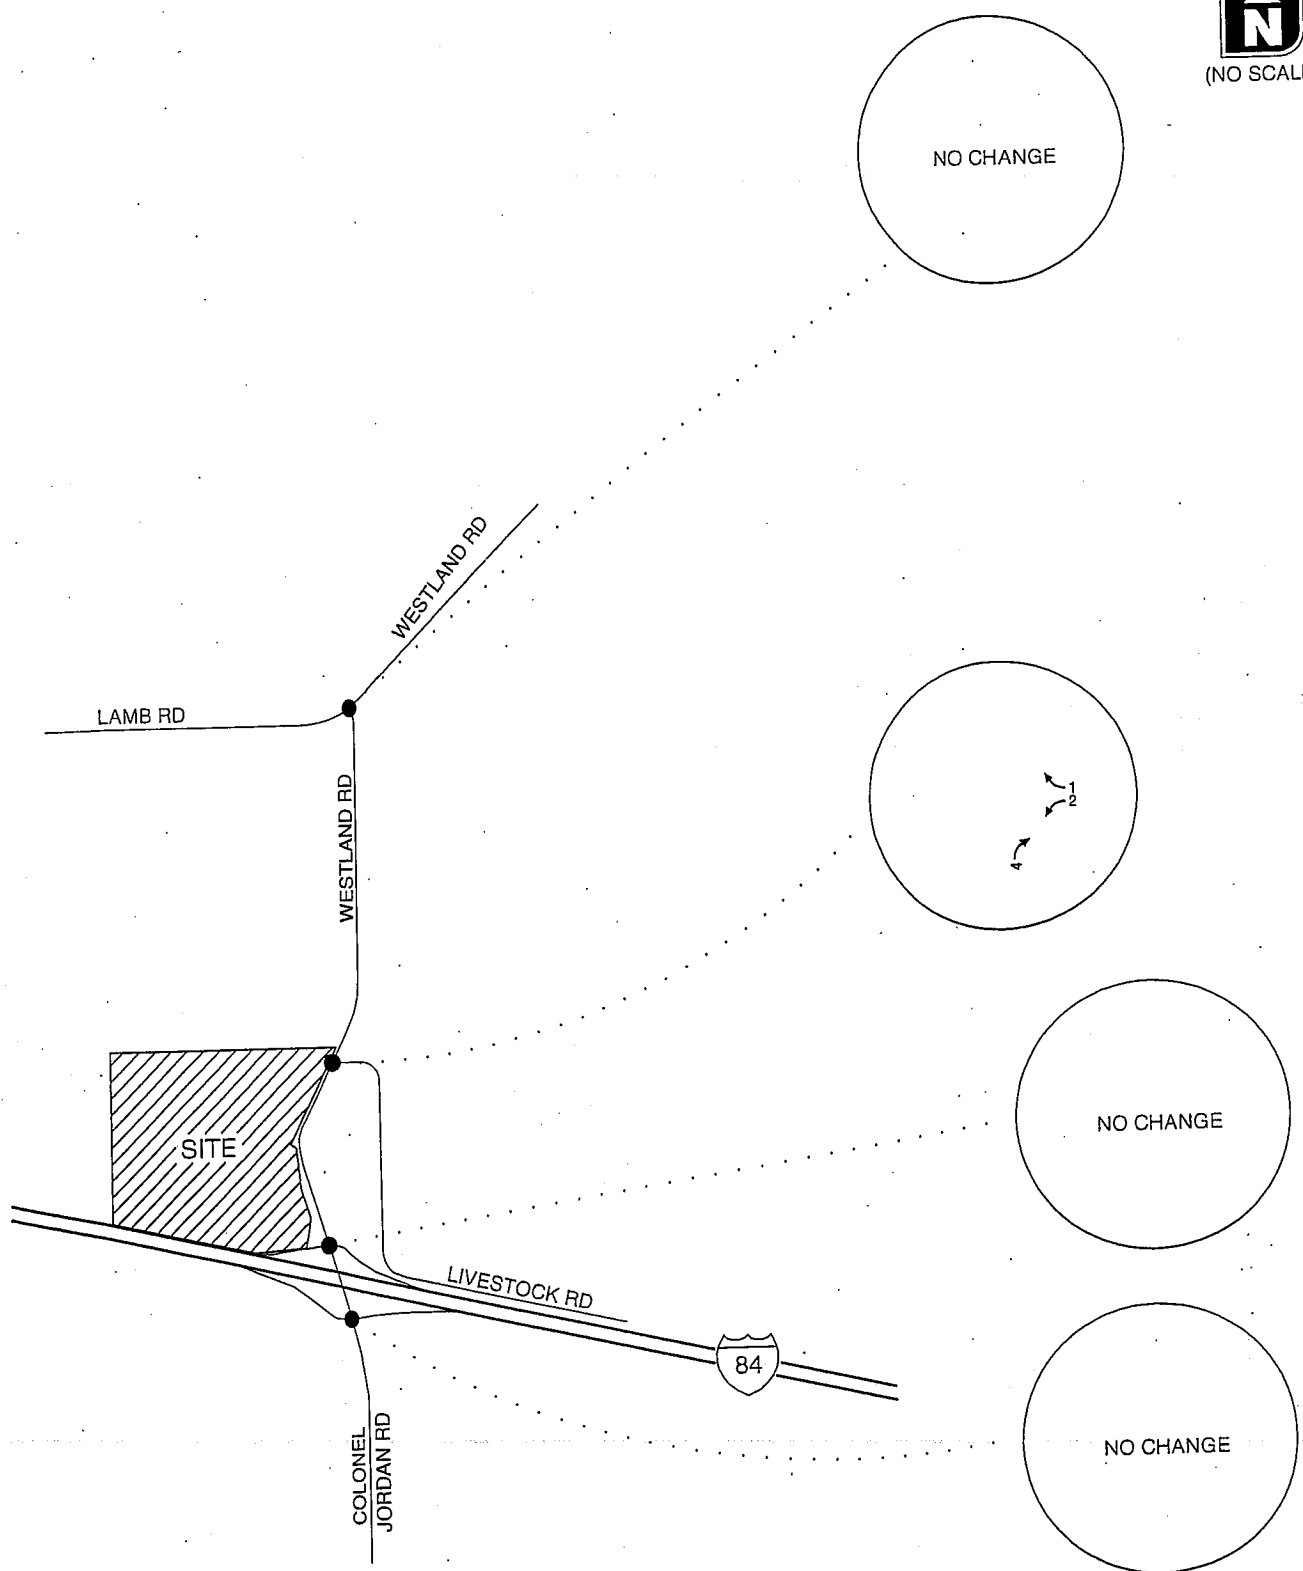 N
(NO SCAL
NO CHANGE
WESTLAND RD
LAMB RD
WESTLAND RD
1
2
4
SITE
NO CHANGE
LIVESTOCK RD
84
COLONEL
JORDAN RD
NO CHANGE